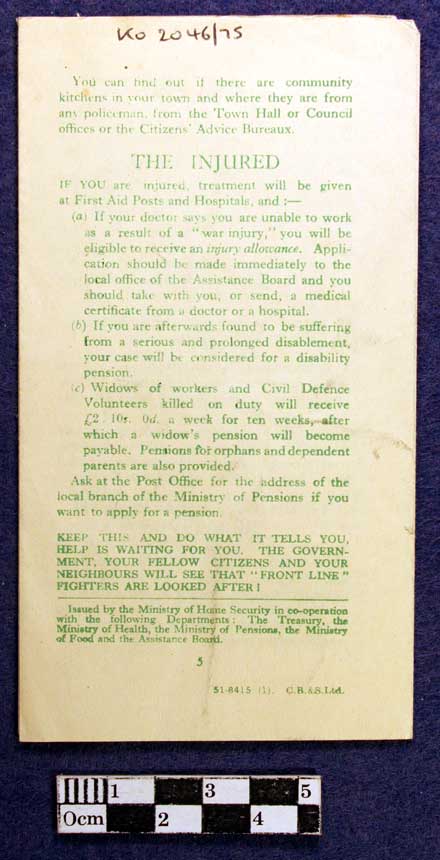 KO 2046/75
You can find out if there are community
kitchens in your town and where they are from
any policeman, from the Town Hall or Council
offices or the Citizens' Advice Bureaux.
THE INJURED
IF YOU are injured, treatment will be given
at First Aid Posts and Hospitals, and :—
(a) If your doctor says you are unable to work
as a result of a "war injury," you will be
eligible to receive an injury allowance. Appli-
cation should be made immediately to the
local office of the Assistance Board and you
should take with you, or send, a medical
certificate from a doctor or a hospital.
(b) If you are afterwards found to be suffering
from a serious and prolonged disablement,
your case will be considered for a disability
pension.
(c) Widows of workers and Civil Defence
Volunteers killed on duty will receive
£2 10s. 0d. a week for ten weeks, after
which a widow's pension will become
payable. Pensions for orphans and dependent
parents are also provided.
Ask at the Post Office for the address of the
local branch of the Ministry of Pensions if you
want to apply for a pension.
KEEP THIS AND DO WHAT IT TELLS YOU,
HELP IS WAITING FOR YOU. THE GOVERN-
MENT, YOUR FELLOW CITIZENS AND YOUR
NEIGHBOURS WILL SEE THAT "FRONT LINE"
FIGHTERS ARE LOOKED AFTER!
Issued by the Ministry of Home Security in co-operation
with the following Departments: The Treasury, the
Ministry of Health, the Ministry of Pensions, the Ministry
of Food and the Assistance Board.
5
51-8415 (1). C.B.&S.Ltd.
1 3 5
0cm 2 4